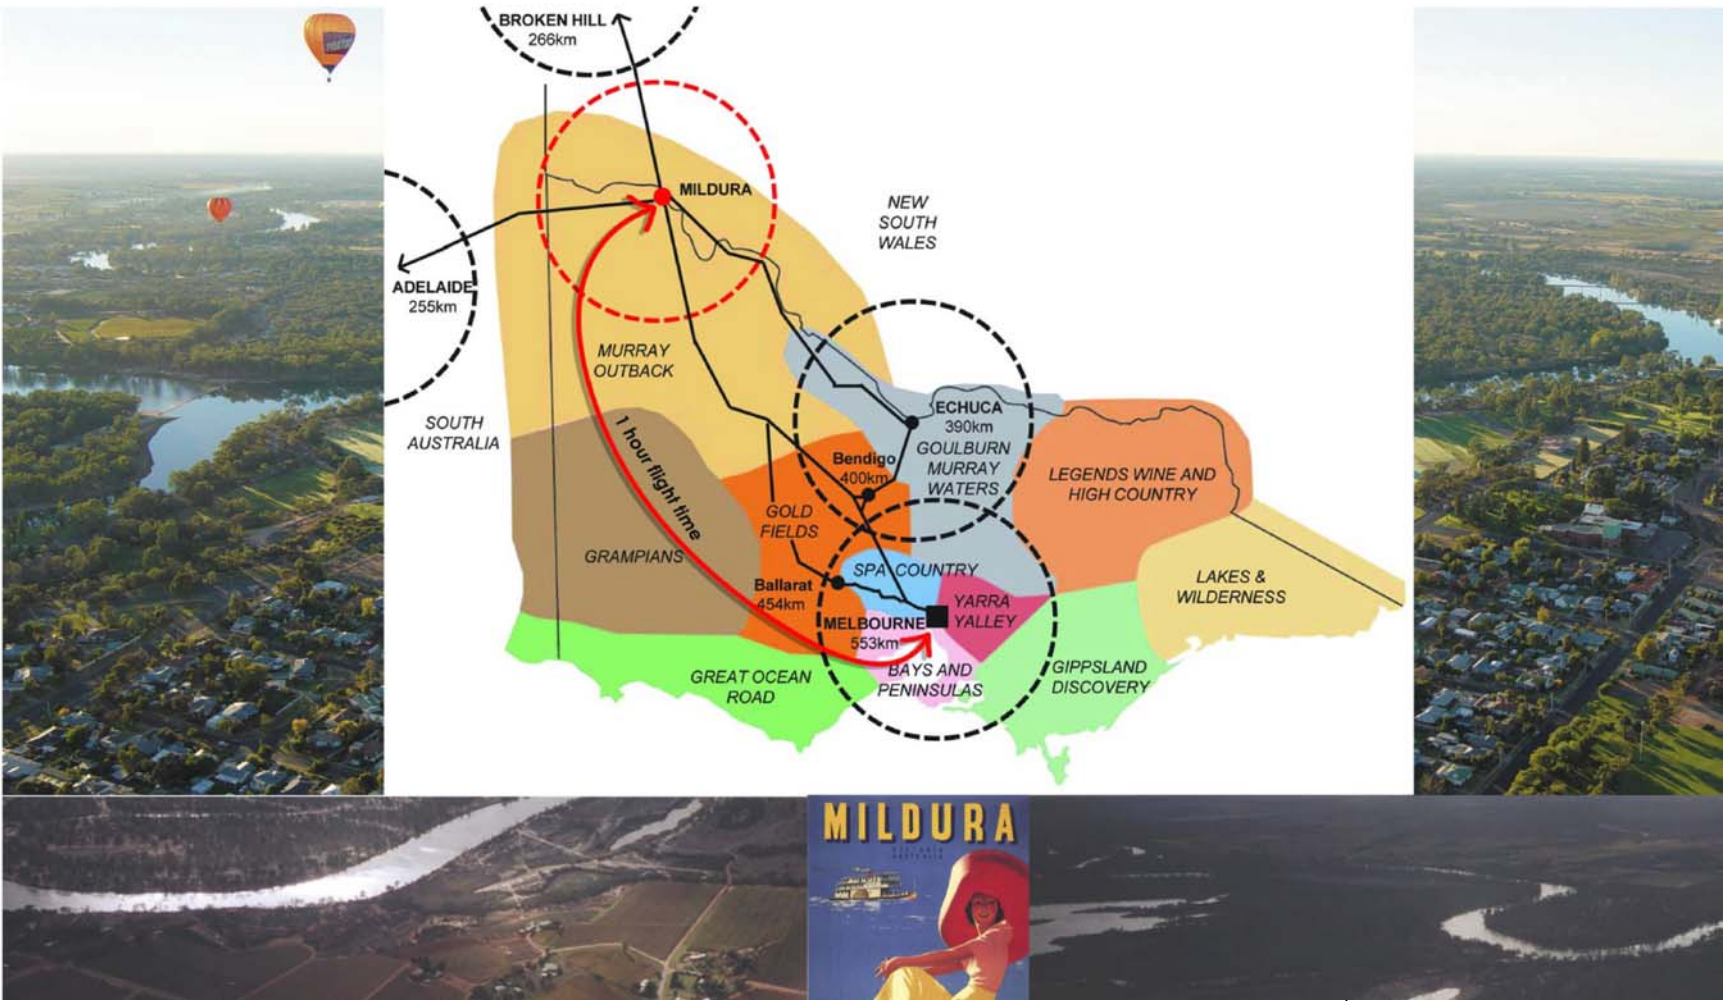 BROKEN HILL
266km
MILDURA
NEW
SOUTH
WALES
ADELAIDE
255km
MURRAY
OUTBACK
SOUTH
AUSTRALIA
ECHUCA
390km
GOULBURN
MURRAY
WATERS
1 hour flight time
Bendigo
400km
LEGENDS WINE AND
HIGH COUNTRY
GOLD
FIELDS
GRAMPIANS
SPA COUNTRY
Ballarat
454km
LAKES &
WILDERNESS
YARRA
VALLEY
MELBOURNE
553km
BAYS AND
PENINSULAS
GREAT OCEAN
ROAD
GIPPSLAND
DISCOVERY
MILDURA